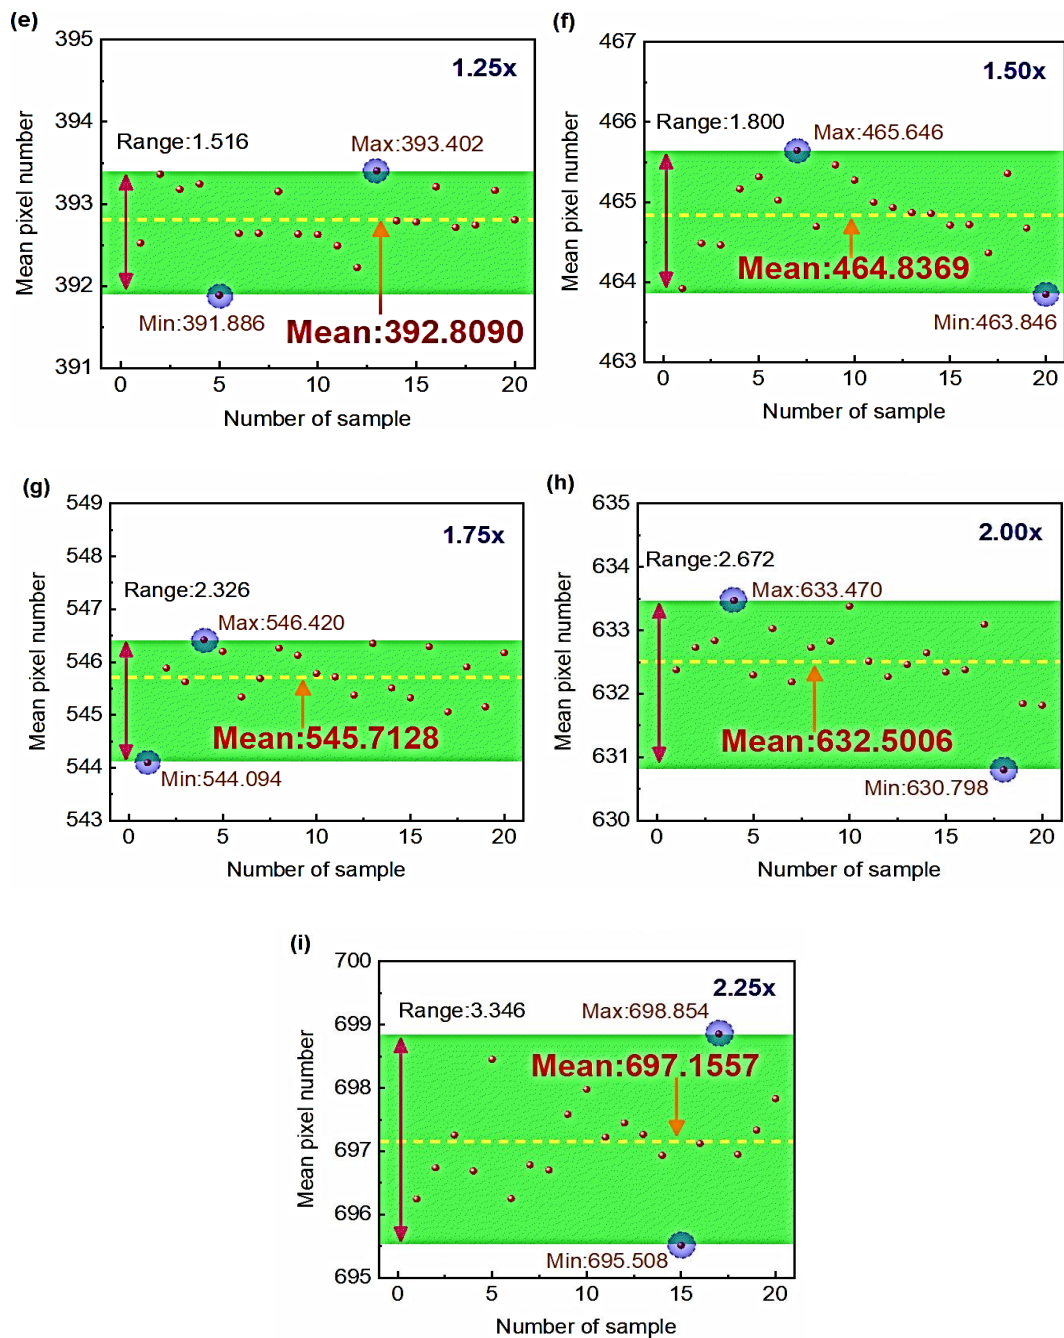 (e)
395
394
393
392
391
Mean pixel number
1.25x
Range:1.516
Max:393.402
Min:391.886
Mean:392.8090
0 5 10 15 20
Number of sample
(f)
467
466
465
464
463
Mean pixel number
1.50x
Range:1.800
Max:465.646
Mean:464.8369
Min:463.846
0 5 10 15 20
Number of sample
(g)
549
548
547
546
545
544
543
Mean pixel number
1.75x
Range:2.326
Max:546.420
Mean:545.7128
Min:544.094
0 5 10 15 20
Number of sample
(h)
635
634
633
632
631
630
Mean pixel number
2.00x
Range:2.672
Max:633.470
Mean:632.5006
Min:630.798
0 5 10 15 20
Number of sample
(i)
700
699
698
697
696
695
Mean pixel number
2.25x
Range:3.346
Max:698.854
Mean:697.1557
Min:695.508
0 5 10 15 20
Number of sample